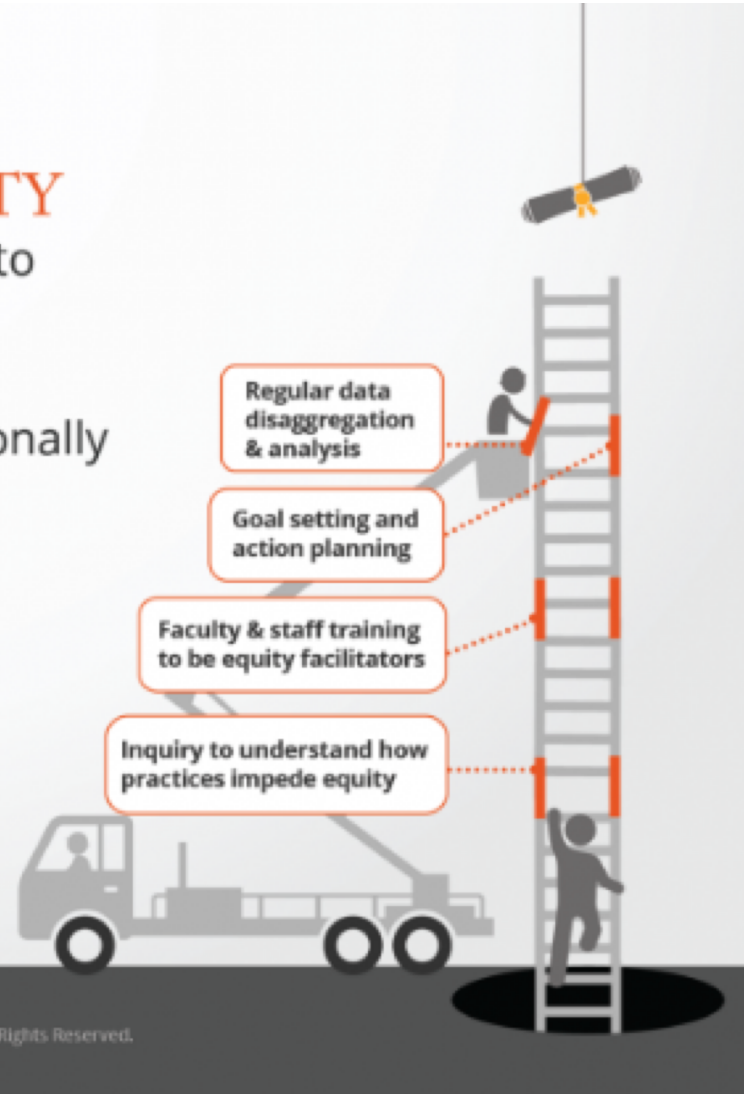 TY
to
onally
Regular data
disaggregation
& analysis
Goal setting and
action planning
Faculty & staff training
to be equity facilitators
Inquiry to understand how
practices impede equity
Rights Reserved.